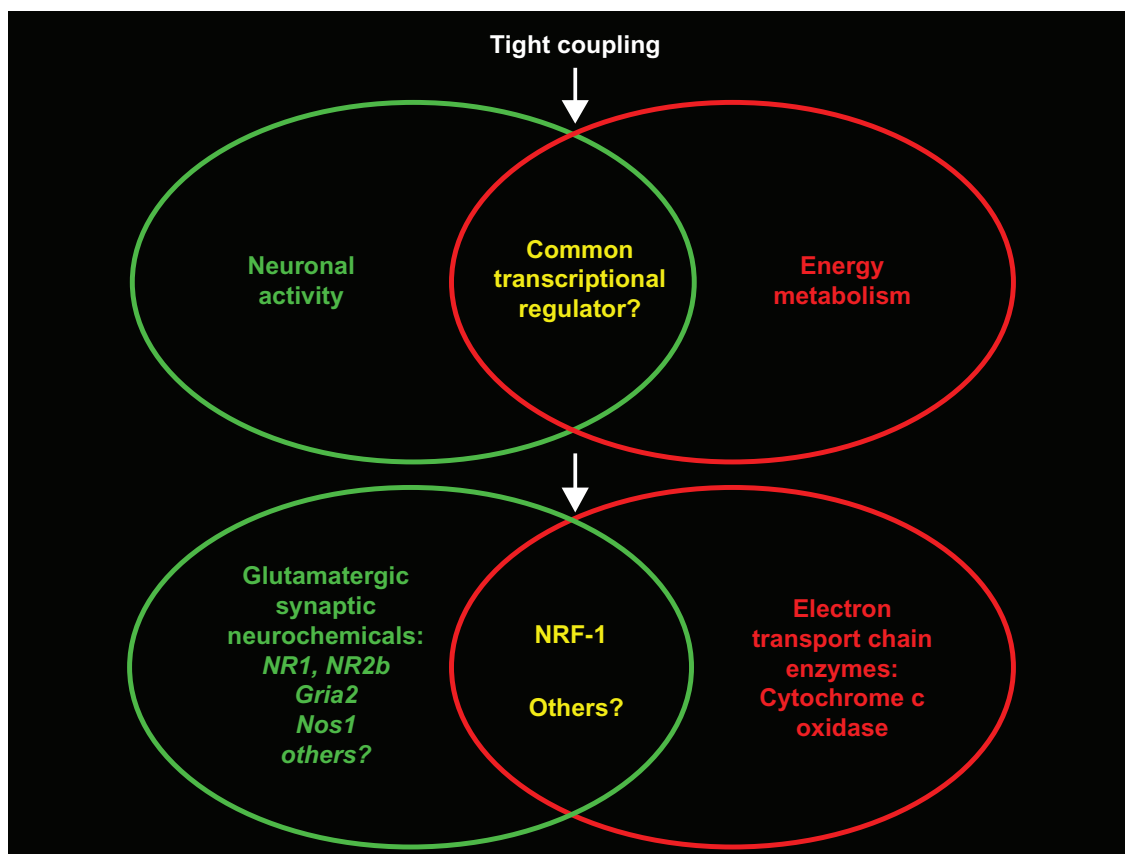 Tight coupling
Neuronal
activity
Common
transcriptional
regulator?
Energy
metabolism
Glutamatergic
synaptic
neurochemicals:
NR1, NR2b
Gria2
Nos1
others?
NRF-1
Others?
Electron
transport chain
enzymes:
Cytochrome c
oxidase